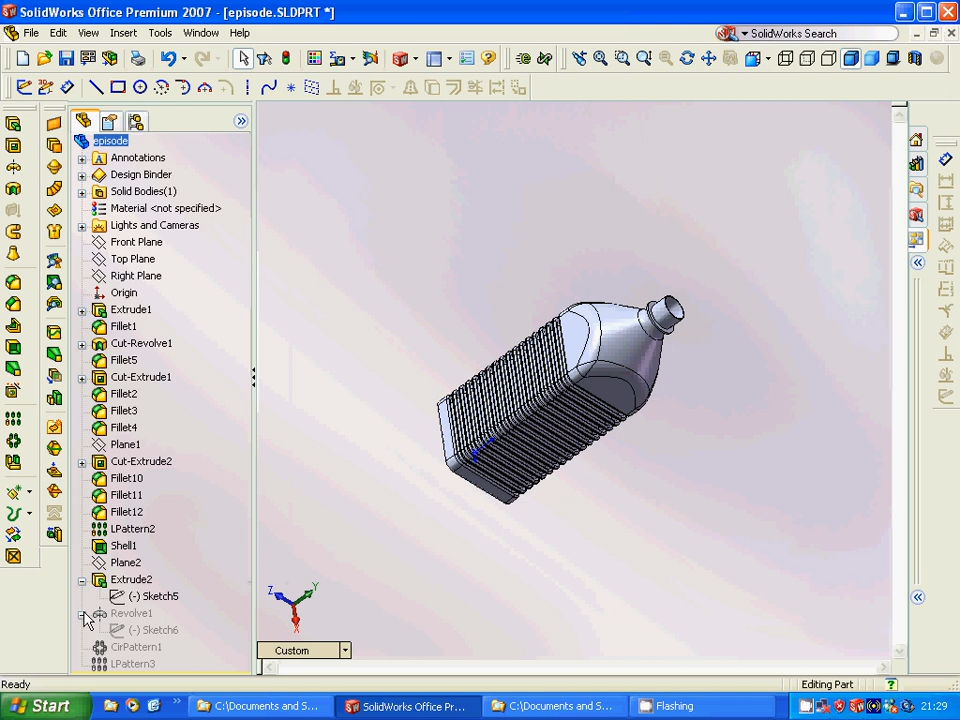 SolidWorks Office Premium 2007 - [episode.SLDPRT *]
File Edit View Insert Tools Window Help
SolidWorks Search
episode
Annotations
Design Binder
Solid Bodies(1)
Material <not specified>
Lights and Cameras
Front Plane
Top Plane
Right Plane
Origin
Extrude1
Fillet1
Cut-Revolve1
Fillet5
Cut-Extrude1
Fillet2
Fillet3
Fillet4
Plane1
Cut-Extrude2
Fillet10
Fillet11
Fillet12
LPattern2
Shell1
Plane2
Extrude2
(-) Sketch5
Revolve1
(-) Sketch6
CirPattern1
LPattern3
Z
Y
X
Custom
Ready
Editing Part
Start
C:\Documents and S...
SolidWorks Office Pr...
C:\Documents and S...
Flashing
21:29